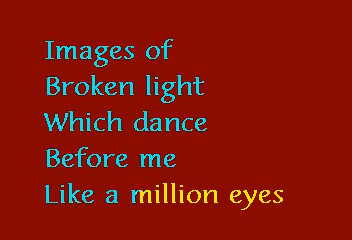 Images of
Broken light
Which dance
Before me
Like a million eyes